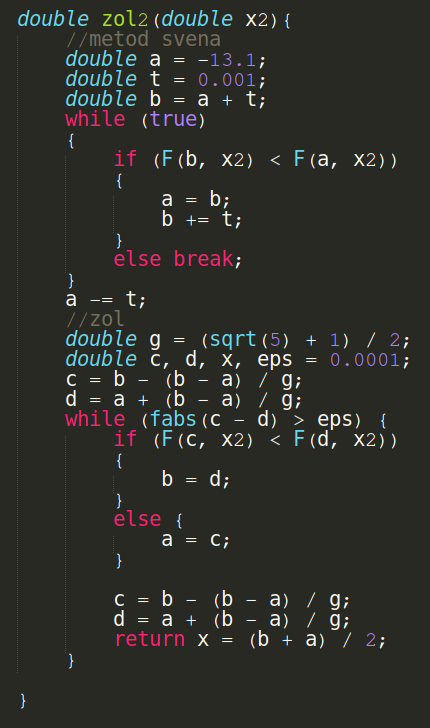 double zol2(double x2){
    //metod svena
    double a = -13.1;
    double t = 0.001;
    double b = a + t;
    while (true)
    {
        if (F(b, x2) < F(a, x2))
        {
            a = b;
            b += t;
        }
        else break;
    }
    a -= t;
    //zol
    double g = (sqrt(5) + 1) / 2;
    double c, d, x, eps = 0.0001;
    c = b - (b - a) / g;
    d = a + (b - a) / g;
    while (fabs(c - d) > eps) {
        if (F(c, x2) < F(d, x2))
        {
            b = d;
        }
        else {
            a = c;
        }

        c = b - (b - a) / g;
        d = a + (b - a) / g;
        return x = (b + a) / 2;
    }

}